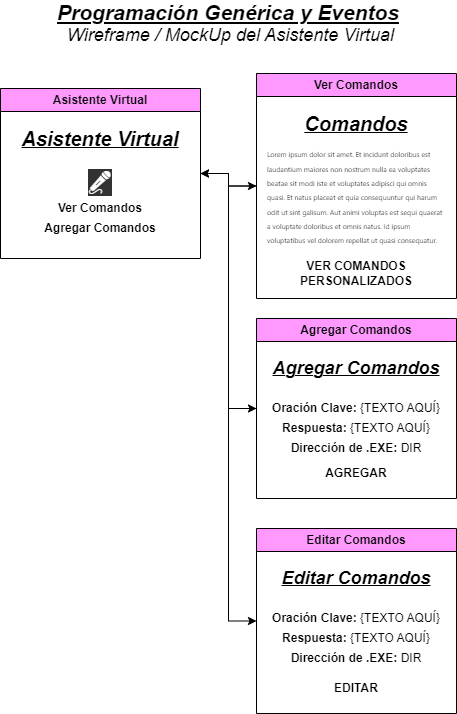 Programación Genérica y Eventos
Wireframe / MockUp del Asistente Virtual
Asistente Virtual
Asistente Virtual
Ver Comandos
Agregar Comandos
Ver Comandos
Comandos
Lorem ipsum dolor sit amet. Et incidunt doloribus est
laudantium maiores non nostrum nulla ea voluptates
beatae sit modi iste et voluptates adipisci qui omnis
quasi. Et natus placeat et quia consequuntur qui harum
odit ut sint galisum. Aut animi voluptas est sequi quaerat
a voluptate doloribus et omnis natus. Id ipsum
voluptatibus vel dolorem repellat ut quasi consequatur.
VER COMANDOS
PERSONALIZADOS
Agregar Comandos
Agregar Comandos
Oración Clave: {TEXTO AQUÍ}
Respuesta: {TEXTO AQUÍ}
Dirección de .EXE: DIR
AGREGAR
Editar Comandos
Editar Comandos
Oración Clave: {TEXTO AQUÍ}
Respuesta: {TEXTO AQUÍ}
Dirección de .EXE: DIR
EDITAR